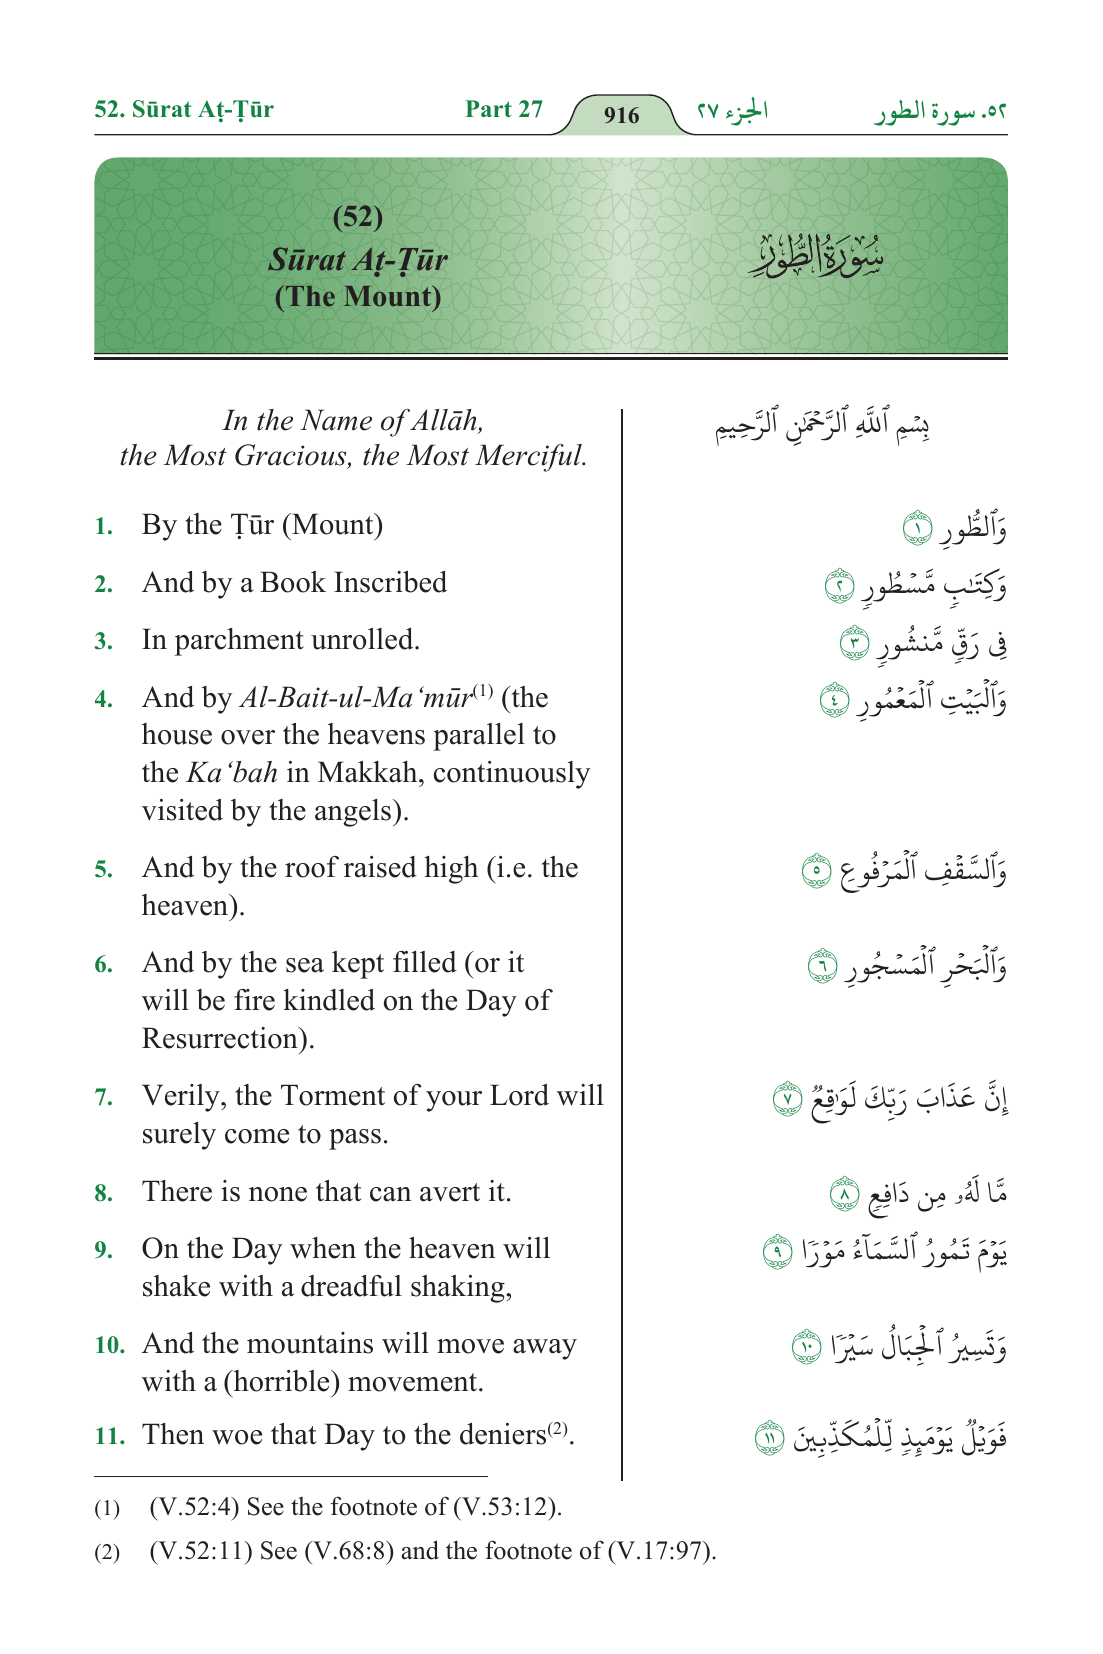 52. Sūrat Aṭ-Ṭūr Part 27 916 الجزء ٢٧ ٥٢. سورة الطور
(52)
Sūrat Aṭ-Ṭūr
(The Mount)
سُورَةُ الطُّورِ
In the Name of Allāh,
the Most Gracious, the Most Merciful.
1. By the Ṭūr (Mount)
2. And by a Book Inscribed
3. In parchment unrolled.
4. And by Al-Bait-ul-Ma‘mūr(1) (the
house over the heavens parallel to
the Ka‘bah in Makkah, continuously
visited by the angels).
5. And by the roof raised high (i.e. the
heaven).
6. And by the sea kept filled (or it
will be fire kindled on the Day of
Resurrection).
7. Verily, the Torment of your Lord will
surely come to pass.
8. There is none that can avert it.
9. On the Day when the heaven will
shake with a dreadful shaking,
10. And the mountains will move away
with a (horrible) movement.
11. Then woe that Day to the deniers(2).
بِسْمِ ٱللَّهِ ٱلرَّحْمَٰنِ ٱلرَّحِيمِ
وَٱلطُّورِ ١
وَكِتَٰبٍ مَّسْطُورٍ ٢
فِى رَقٍّ مَّنشُورٍ ٣
وَٱلْبَيْتِ ٱلْمَعْمُورِ ٤
وَٱلسَّقْفِ ٱلْمَرْفُوعِ ٥
وَٱلْبَحْرِ ٱلْمَسْجُورِ ٦
إِنَّ عَذَابَ رَبِّكَ لَوَٰقِعٌ ٧
مَّا لَهُۥ مِن دَافِعٍ ٨
يَوْمَ تَمُورُ ٱلسَّمَآءُ مَوْرًا ٩
وَتَسِيرُ ٱلْجِبَالُ سَيْرًا ١٠
فَوَيْلٌ يَوْمَئِذٍ لِّلْمُكَذِّبِينَ ١١
(1) (V.52:4) See the footnote of (V.53:12).
(2) (V.52:11) See (V.68:8) and the footnote of (V.17:97).